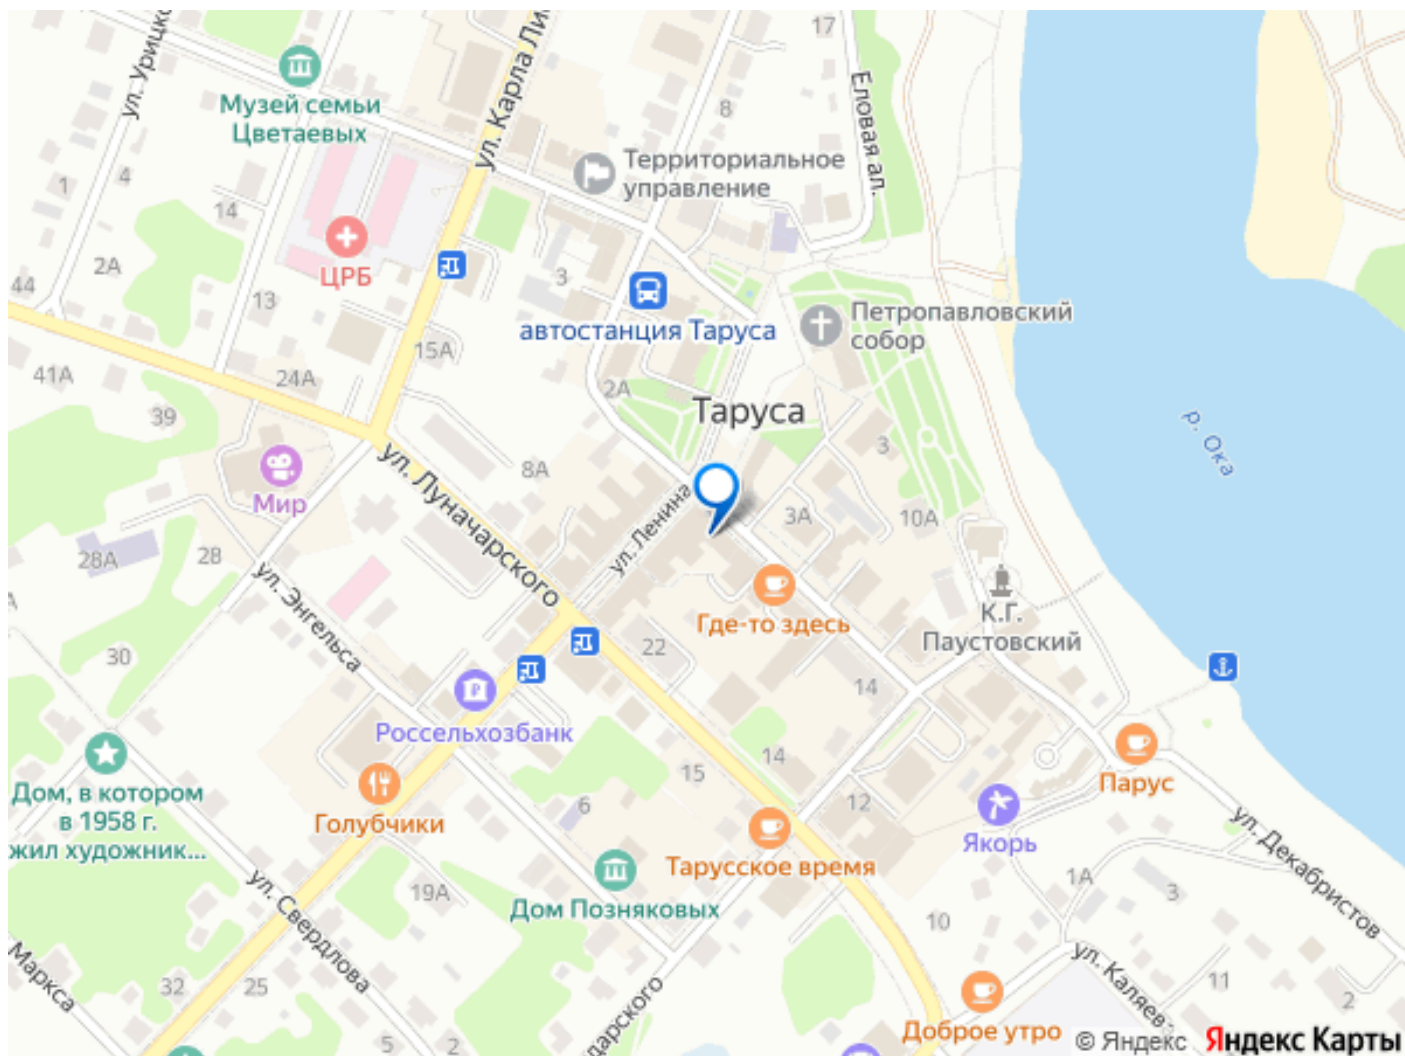 17
ул. Урицко
ул. Карла Ли
Музей семьи
Цветаевых
8
Еловая ал.
Территориальное
управление
1
4
14
ЦРБ
2А
44
3
13
автостанция Таруса
Петропавловский
собор
15А
41А
24А
2А
Таруса
39
3
р. Ока
ул. Луначарского
8А
Мир
ул. Ленина
3А
10А
28А
28
ул. Энгельса
Где-то здесь
К.Г.
Паустовский
22
30
14
Россельхозбанк
14
15
Парус
Дом, в котором
в 1958 г.
жил художник...
6
12
Голубчики
Якорь
ул. Декабристов
Тарусское время
1А
3
19А
ул. Свердлова
Дом Позняковых
10
Маркса
ул. Каляева
32
25
11
2
дарского
5
2
Доброе утро
© Яндекс Яндекс Карты